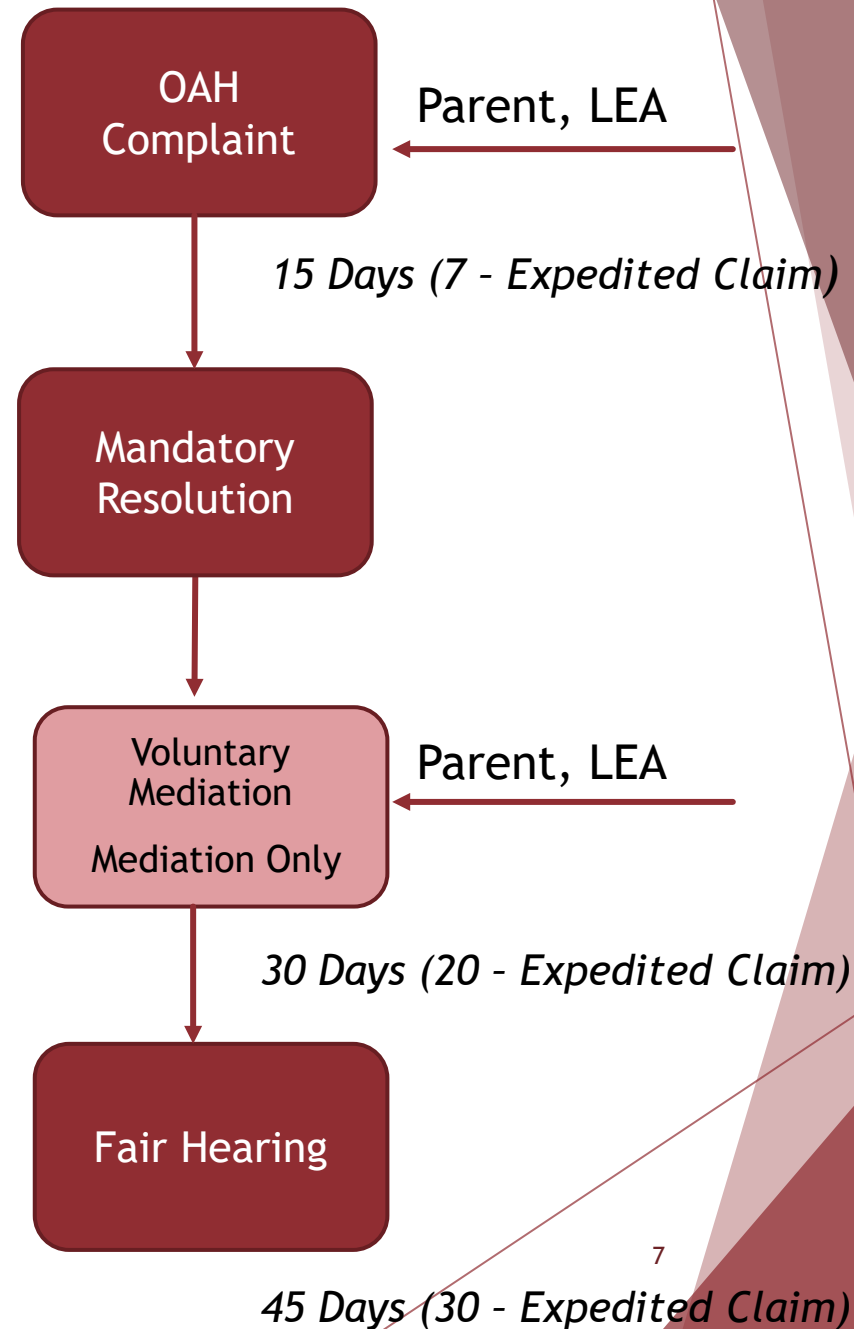 OAH
Complaint
Parent, LEA
15 Days (7 – Expedited Claim)
Mandatory
Resolution
Voluntary
Mediation
Mediation Only
Parent, LEA
30 Days (20 – Expedited Claim)
Fair Hearing
7
45 Days (30 – Expedited Claim)